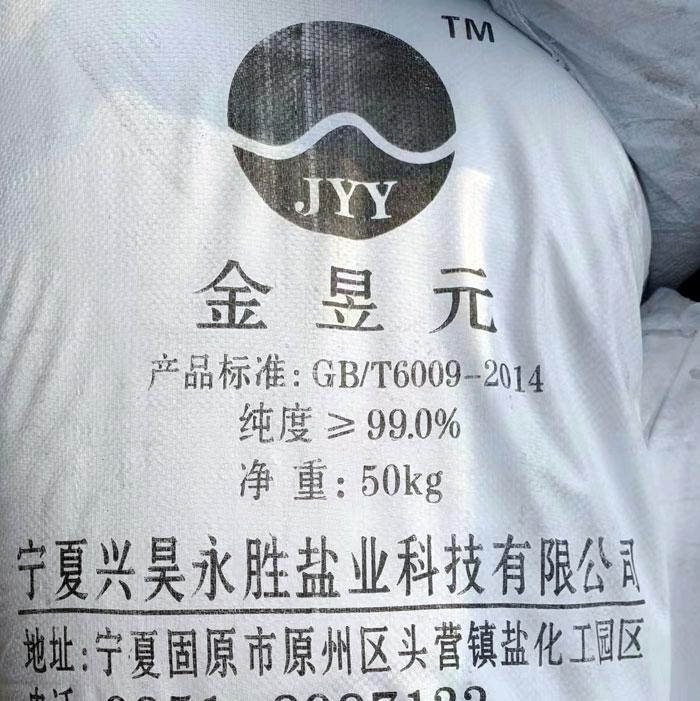 TM
JYY
金昱元
产品标准:GB/T6009-2014
纯度≥99.0%
净重:50kg
宁夏兴昊永胜盐业科技有限公司
地址:宁夏固原市原州区头营镇盐化工园区